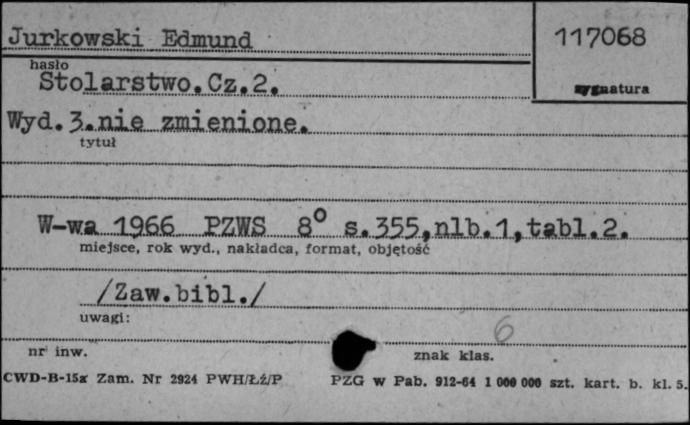 Jurkowski Edmund
117068
hasło
sygnatura
Stolarstwo.Cz.2.
Wyd.3.nie zmienione.
tytuł
W-wa 1966 PZWS 8° s.355,nlb.1,tabl.2.
miejsce, rok wyd., nakładca, format, objętość
/Zaw.bibl./
uwagi:
6
nr inw.
znak klas.
CWD-B-15x Zam. Nr 2924 PWH/Łź/P
PZG w Pab. 912-64 1 000 000 szt. kart. b. kl. 5.